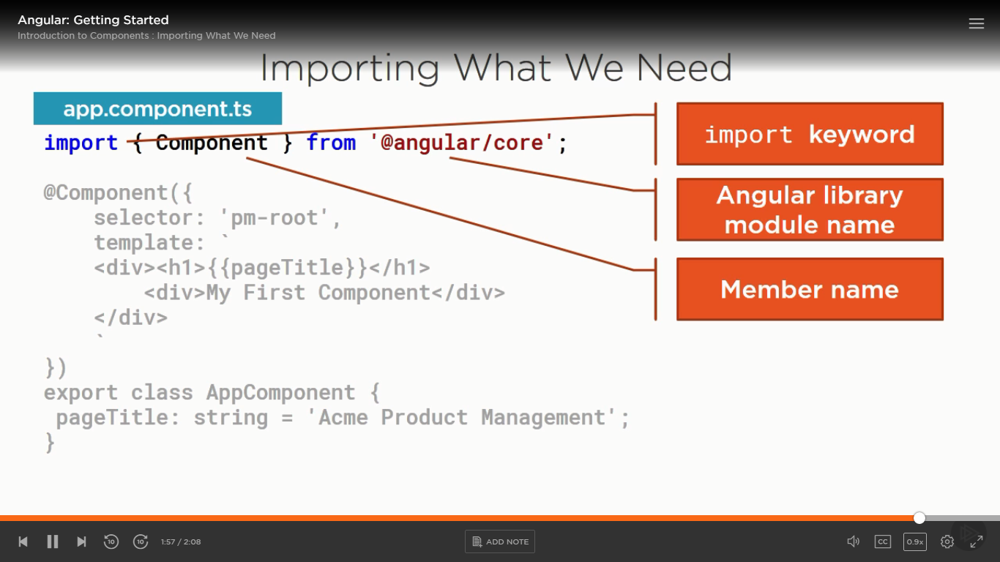 Angular: Getting Started
Introduction to Components : Importing What We Need
Importing What We Need
app.component.ts
import { Component } from '@angular/core';
@Component({
    selector: 'pm-root',
    template: `
    <div><h1>{{pageTitle}}</h1>
        <div>My First Component</div>
    </div>
    `
})
export class AppComponent {
 pageTitle: string = 'Acme Product Management';
}
import keyword
Angular library
module name
Member name
10
10
1:57 / 2:08
ADD NOTE
CC
0.9x